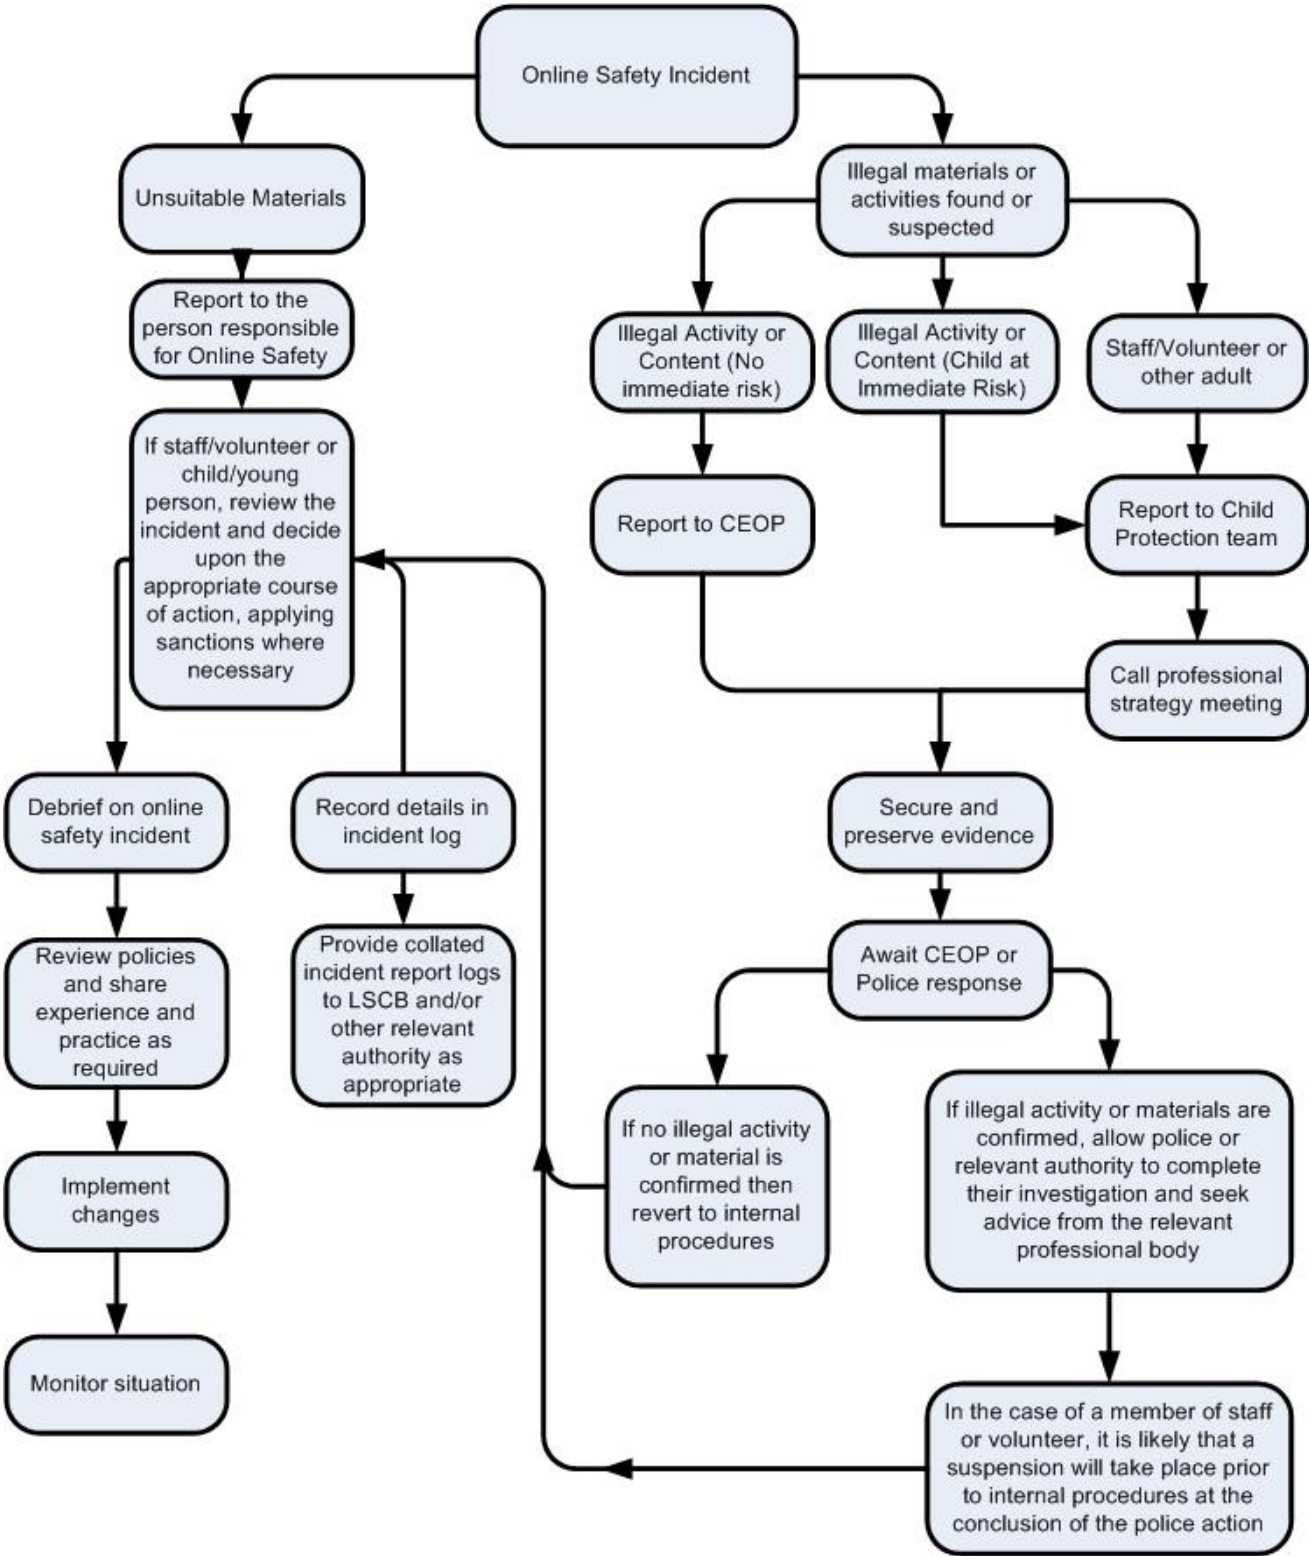 Online Safety Incident
Unsuitable Materials
Report to the
person responsible
for Online Safety
If staff/volunteer or
child/young
person, review the
incident and decide
upon the
appropriate course
of action, applying
sanctions where
necessary
Debrief on online
safety incident
Review policies
and share
experience and
practice as
required
Implement
changes
Monitor situation
Record details in
incident log
Provide collated
incident report logs
to LSCB and/or
other relevant
authority as
appropriate
Illegal materials or
activities found or
suspected
Illegal Activity or
Content (No
immediate risk)
Illegal Activity or
Content (Child at
Immediate Risk)
Staff/Volunteer or
other adult
Report to CEOP
Report to Child
Protection team
Call professional
strategy meeting
Secure and
preserve evidence
Await CEOP or
Police response
If no illegal activity
or material is
confirmed then
revert to internal
procedures
If illegal activity or materials are
confirmed, allow police or
relevant authority to complete
their investigation and seek
advice from the relevant
professional body
In the case of a member of staff
or volunteer, it is likely that a
suspension will take place prior
to internal procedures at the
conclusion of the police action